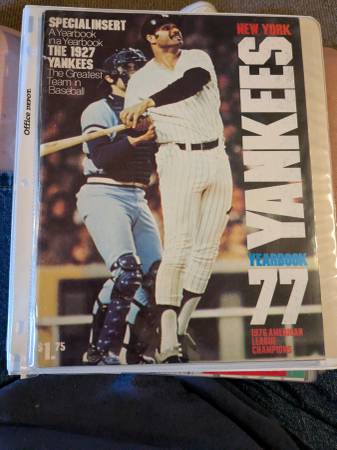 SPECIAL INSERT
A Yearbook
in a Yearbook
THE 1927
YANKEES
The Greatest
Team in
Baseball
NEW YORK
YANKEES
YEARBOOK
77
1976 AMERICAN
LEAGUE
CHAMPIONS
$1.75
Office DEPOT.